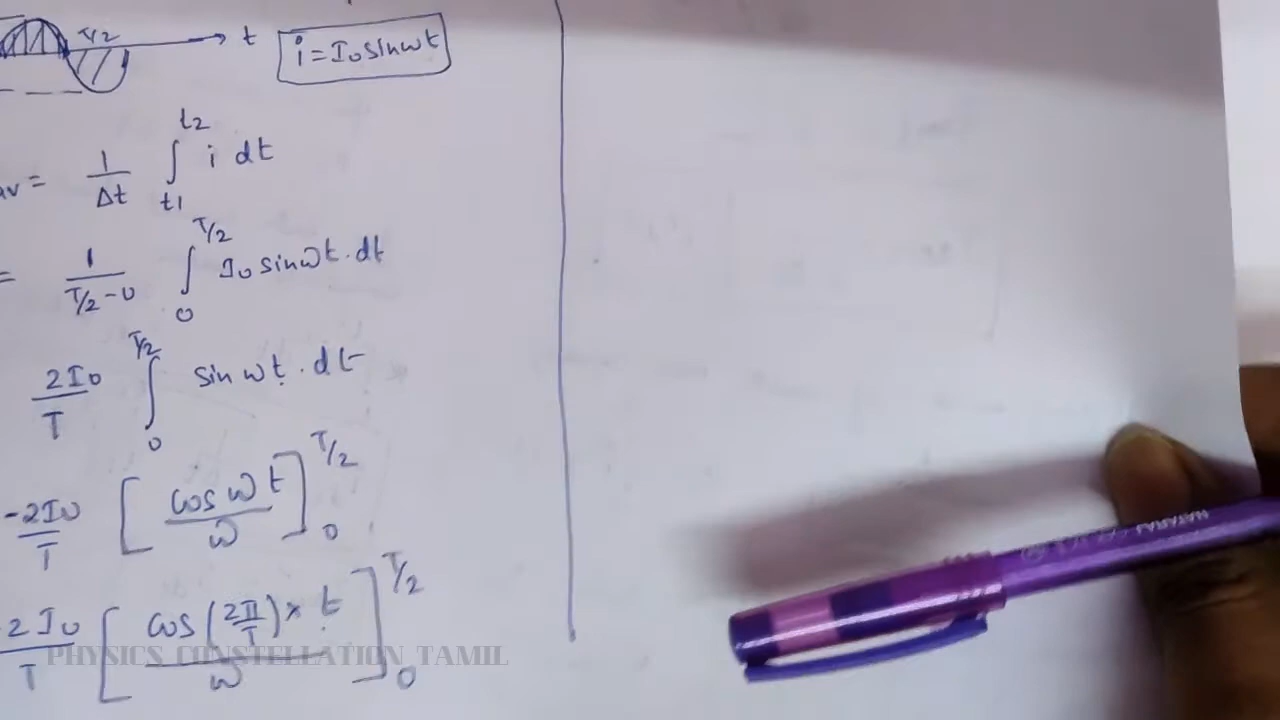 T/2 t i = I₀ sin ωt
av = 1/Δt ∫ t1 t2 i dt
= 1/(T/2 - 0) ∫ 0 T/2 I₀ sin ωt . dt
2I₀/T ∫ 0 T/2 sin ωt . dt
-2I₀/T [cos ωt/ω] 0 T/2
2I₀/T [cos (2π/T) × t/ω] 0 T/2
PHYSICS CONSTELLATION TAMIL